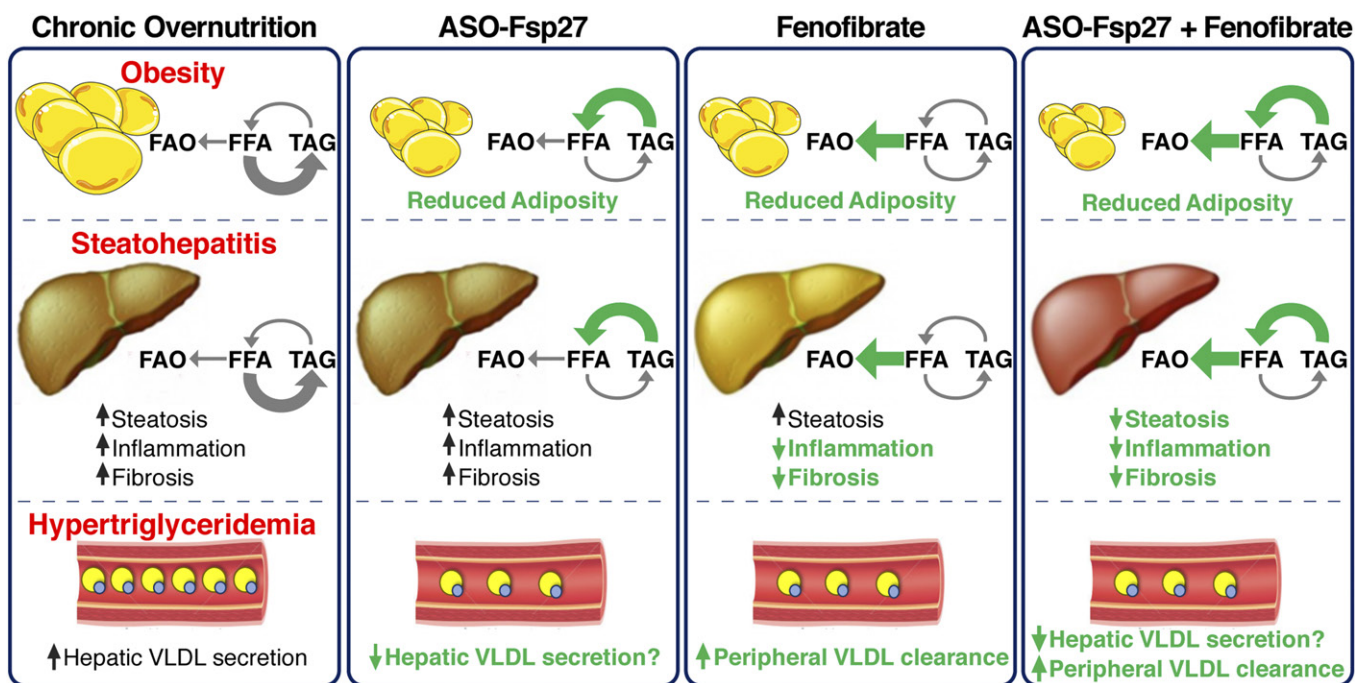 Chronic Overnutrition
Obesity
FAO FFA TAG
Steatohepatitis
FAO FFA TAG
Steatosis
Inflammation
Fibrosis
Hypertriglyceridemia
Hepatic VLDL secretion
ASO-Fsp27
FAO FFA TAG
Reduced Adiposity
FAO FFA TAG
Steatosis
Inflammation
Fibrosis
Hepatic VLDL secretion?
Fenofibrate
FAO FFA TAG
Reduced Adiposity
FAO FFA TAG
Steatosis
Inflammation
Fibrosis
Peripheral VLDL clearance
ASO-Fsp27 + Fenofibrate
FAO FFA TAG
Reduced Adiposity
FAO FFA TAG
Steatosis
Inflammation
Fibrosis
Hepatic VLDL secretion?
Peripheral VLDL clearance